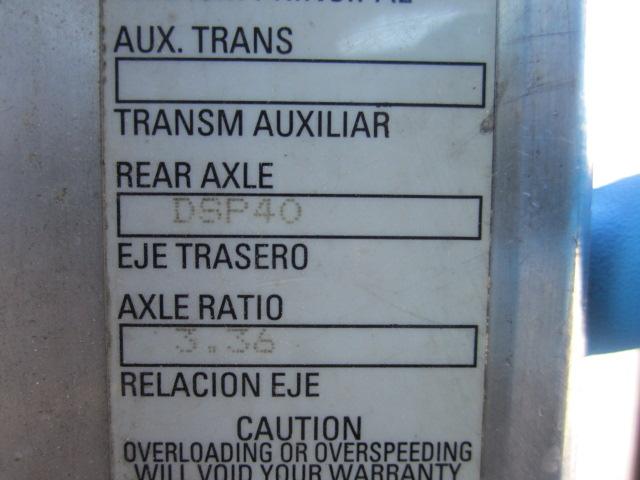 AUX. TRANS
TRANSM AUXILIAR
REAR AXLE
DSP40
EJE TRASERO
AXLE RATIO
3.36
RELACION EJE
CAUTION
OVERLOADING OR OVERSPEEDING
WILL VOID YOUR WARRANTY